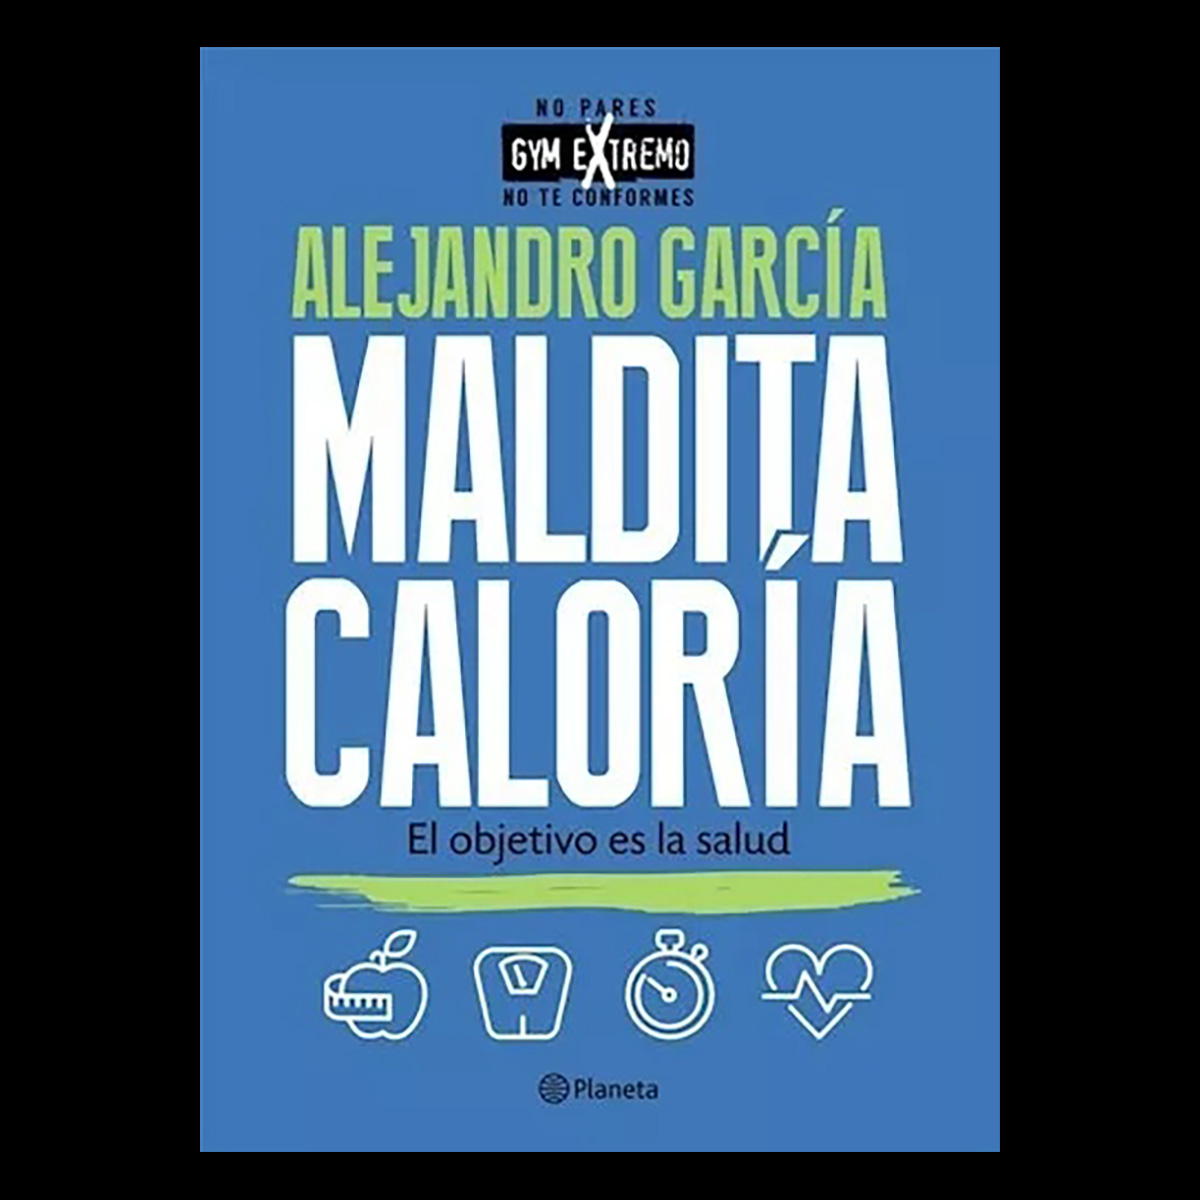 NO PARES
GYM EXTREMO
NO TE CONFORMES
ALEJANDRO GARCÍA
MALDITA
CALORÍA
El objetivo es la salud
Planeta